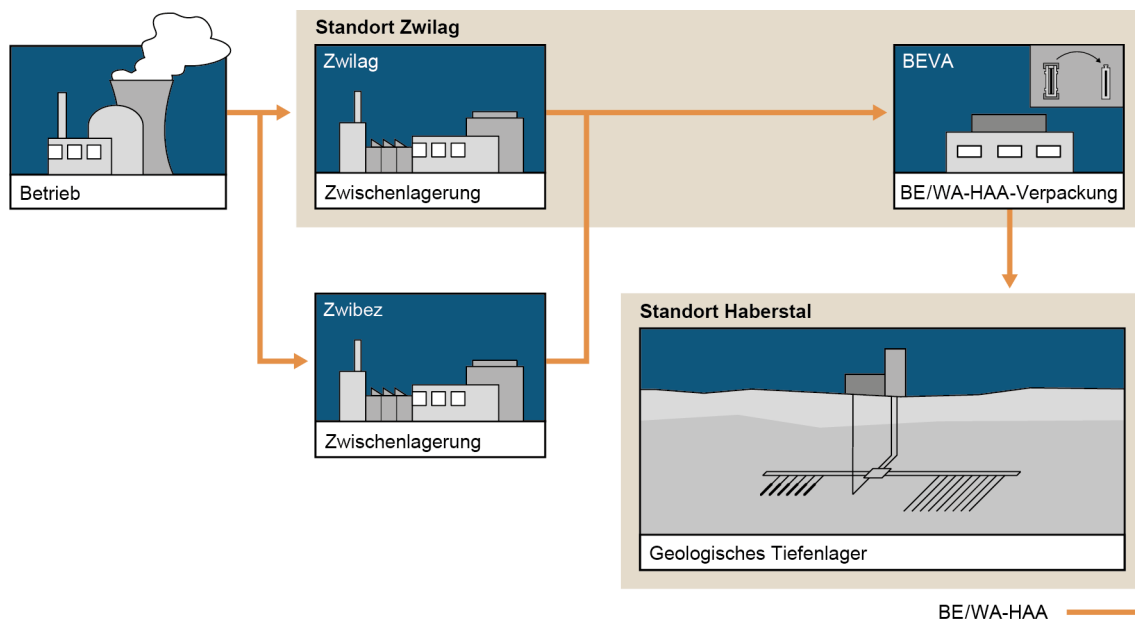 Standort Zwilag
Zwilag
BEVA
Betrieb
Zwischenlagerung
BE/WA-HAA-Verpackung
Zwibez
Zwischenlagerung
Standort Haberstal
Geologisches Tiefenlager
BE/WA-HAA